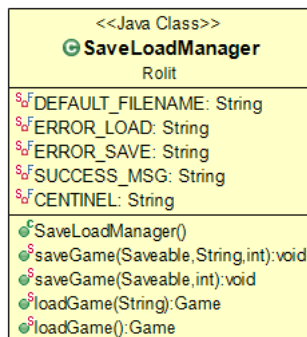 <<Java Class>>
SaveLoadManager
Rolit
DEFAULT_FILENAME: String
ERROR_LOAD: String
ERROR_SAVE: String
SUCCESS_MSG: String
CENTINEL: String
SaveLoadManager()
saveGame(Saveable,String,int):void
saveGame(Saveable,int):void
loadGame(String):Game
loadGame():Game